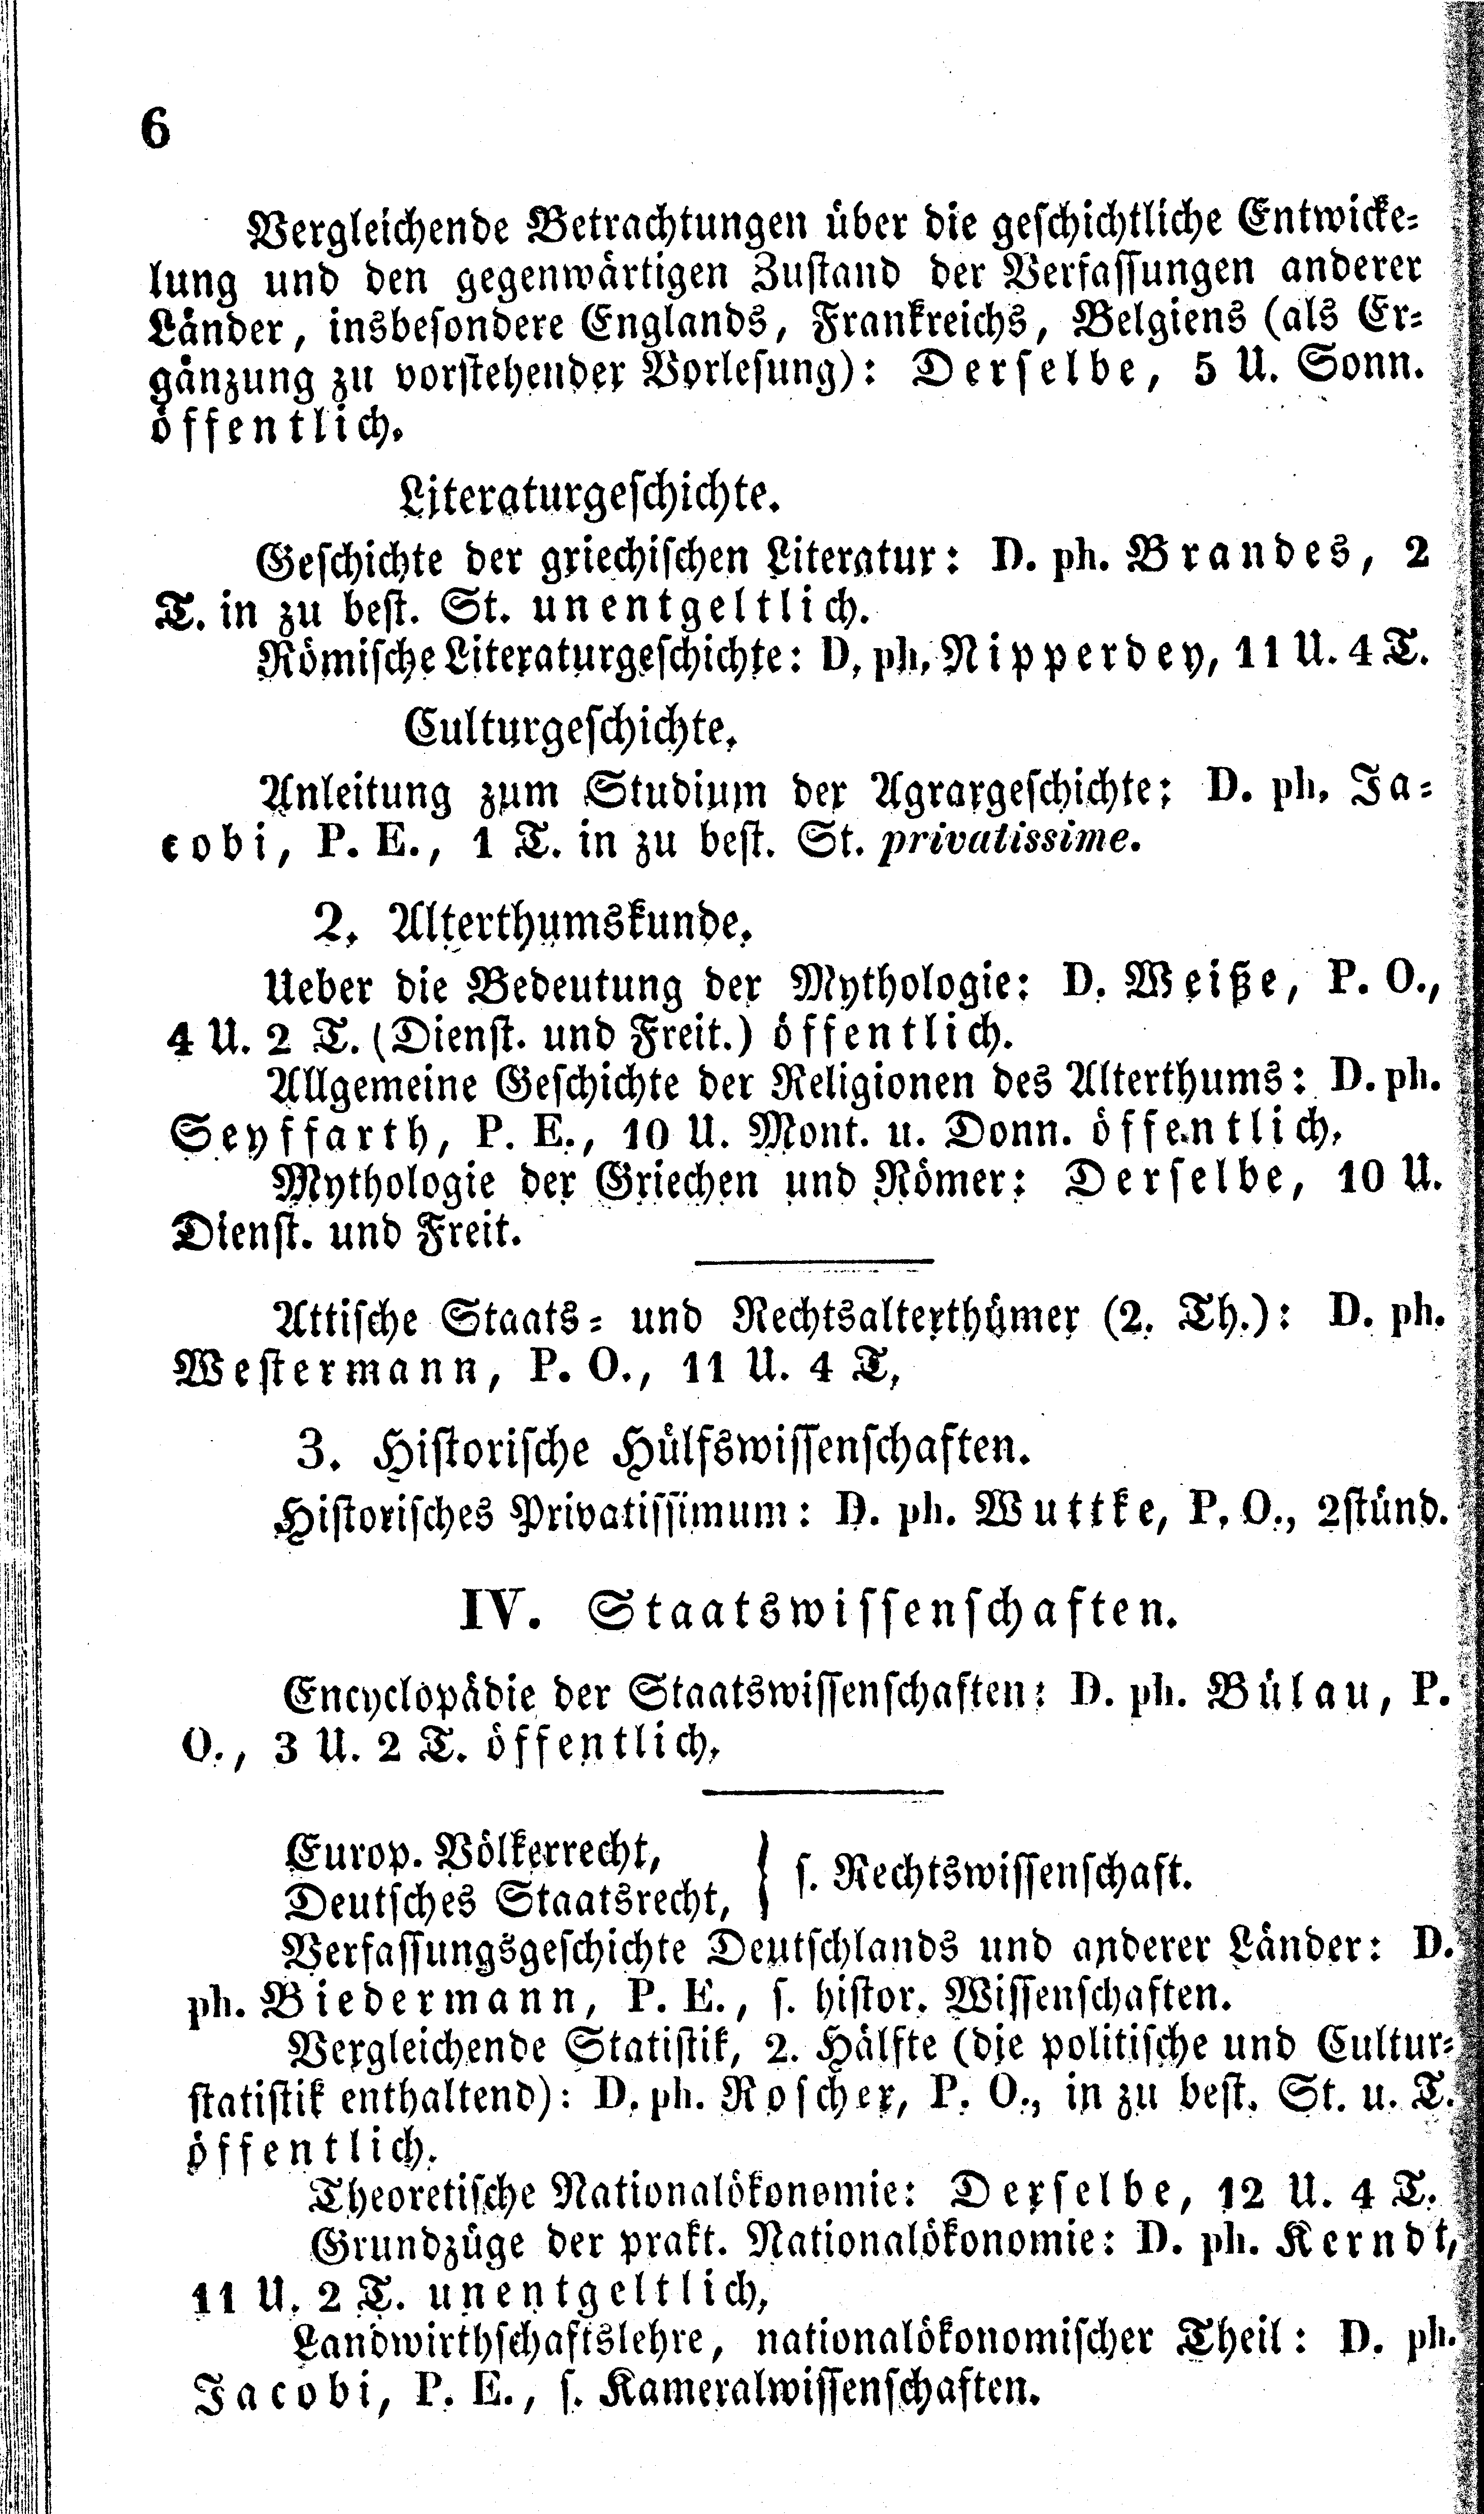 6
Vergleichende Betrachtungen über die geschichtliche Entwicke-
lung und den gegenwärtigen Zustand der Verfassungen anderer
Länder, insbesondere Englands, Frankreichs, Belgiens (als Er-
gänzung zu vorstehender Vorlesung): Derselbe, 5 U. Sonn.
öffentlich.
Literaturgeschichte.
Geschichte der griechischen Literatur: D. ph. Brandes, 2
T. in zu best. St. unentgeltlich.
Römische Literaturgeschichte: D. ph. Nipperdey, 11 U. 4 T.
Culturgeschichte.
Anleitung zum Studium der Agrargeschichte: D. ph. Ja-
cobi, P. E., 1 T. in zu best. St. privatissime.
2. Alterthumskunde.
Ueber die Bedeutung der Mythologie: D. Weiße, P. O.,
4 U. 2 T. (Dienst. und Freit.) öffentlich.
Allgemeine Geschichte der Religionen des Alterthums: D. ph.
Seyffarth, P. E., 10 U. Mont. u. Donn. öffentlich.
Mythologie der Griechen und Römer: Derselbe, 10 U.
Dienst. und Freit.
Attische Staats- und Rechtsalterthümer (2. Th.): D. ph.
Westermann, P. O., 11 U. 4 T.
3. Historische Hülfswissenschaften.
Historisches Privatissimum: D. ph. Wuttke, P. O., 2stünd.
IV. Staatswissenschaften.
Encyclopädie der Staatswissenschaften: D. ph. Bülau, P.
O., 3 U. 2 T. öffentlich.
Europ. Völkerrecht,
Deutsches Staatsrecht, } s. Rechtswissenschaft.
Verfassungsgeschichte Deutschlands und anderer Länder: D.
ph. Biedermann, P. E., s. histor. Wissenschaften.
Vergleichende Statistik, 2. Hälfte (die politische und Cultur-
statistik enthaltend): D. ph. Roscher, P. O., in zu best. St. u. T.
öffentlich.
Theoretische Nationalökonomie: Derselbe, 12 U. 4 T.
Grundzüge der prakt. Nationalökonomie: D. ph. Kerndt,
11 U. 2 T. unentgeltlich.
Landwirthschaftslehre, nationalökonomischer Theil: D. ph.
Jacobi, P. E., s. Kameralwissenschaften.